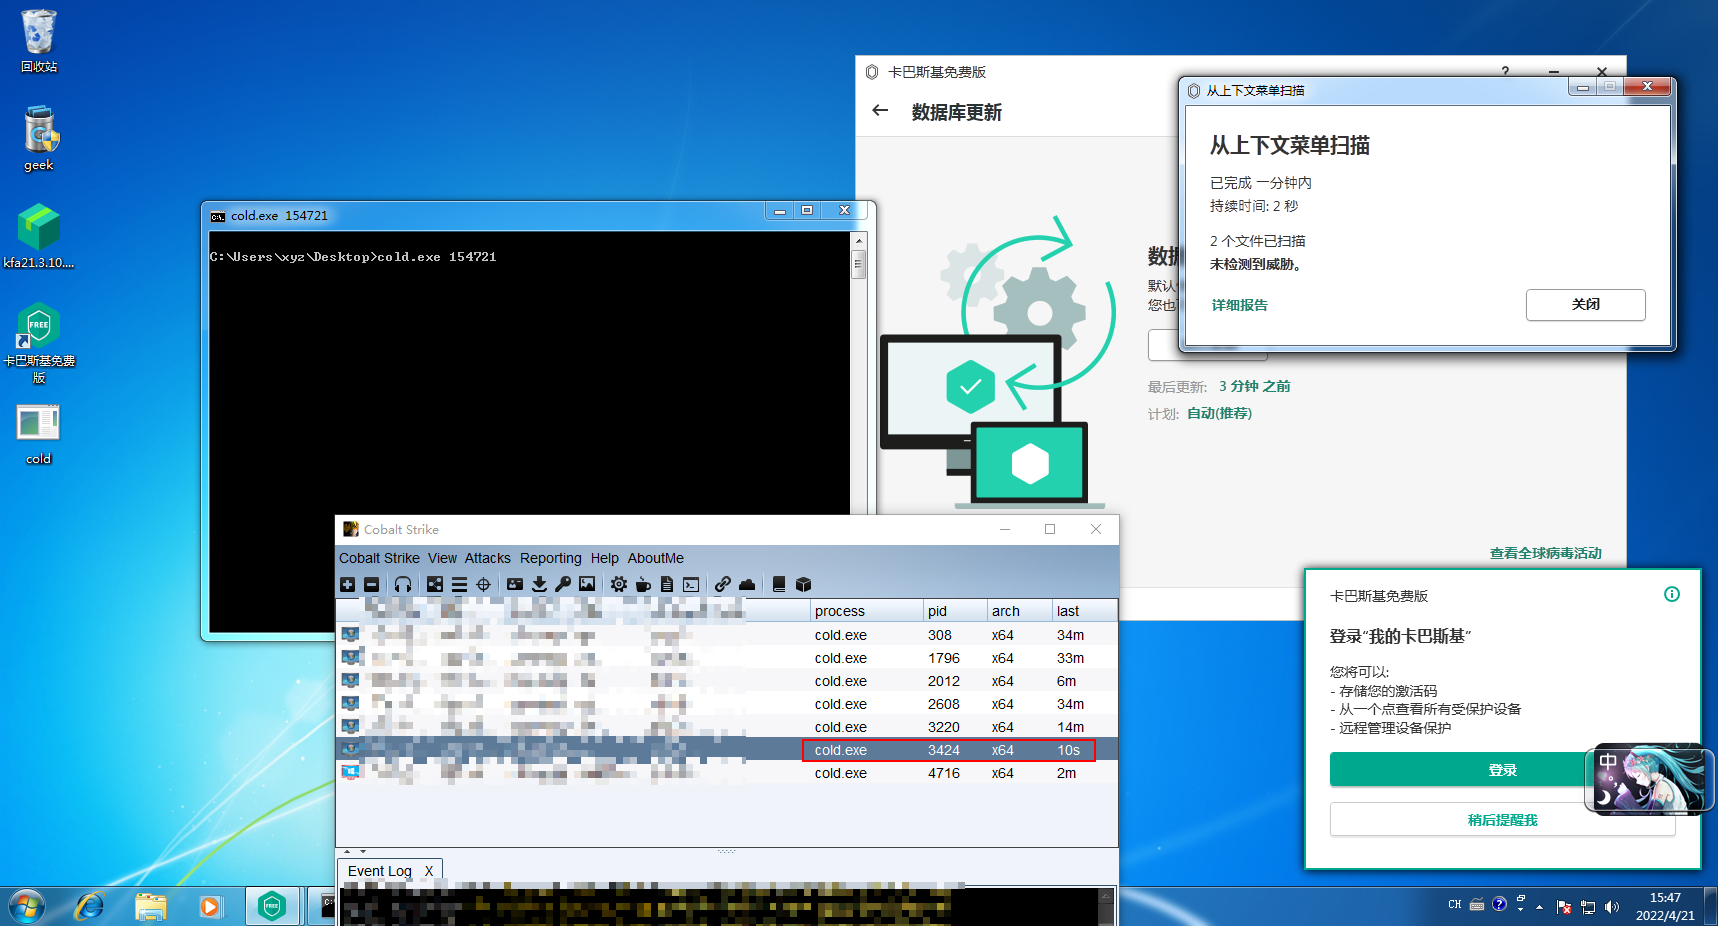 回收站
geek
kfa21.3.10....
FREE
卡巴斯基免费
版
cold
cold.exe 154721
C:\Users\xyz\Desktop>cold.exe 154721
卡巴斯基免费版
数据库更新
数据
默认
您也
最后更新: 3 分钟 之前
计划: 自动(推荐)
查看全球病毒活动
从上下文菜单扫描
从上下文菜单扫描
已完成 一分钟内
持续时间: 2 秒
2 个文件已扫描
未检测到威胁。
详细报告
关闭
Cobalt Strike
Cobalt Strike View Attacks Reporting Help AboutMe
process pid arch last
cold.exe 308 x64 34m
cold.exe 1796 x64 33m
cold.exe 2012 x64 6m
cold.exe 2608 x64 34m
cold.exe 3220 x64 14m
cold.exe 3424 x64 10s
cold.exe 4716 x64 2m
Event Log X
卡巴斯基免费版
登录“我的卡巴斯基”
您将可以:
- 存储您的激活码
- 从一个点查看所有受保护设备
- 远程管理设备保护
登录
稍后提醒我
中
FREE
CH
15:47
2022/4/21